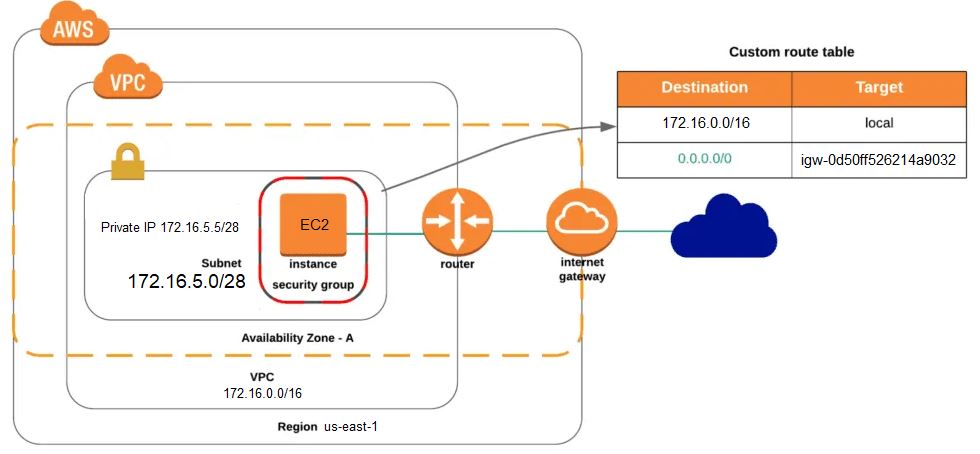 AWS
VPC
Custom route table
Destination Target
172.16.0.0/16 local
0.0.0.0/0 igw-0d50ff526214a9032
Private IP 172.16.5.5/28
EC2
Subnet
172.16.5.0/28
instance
security group
router
internet
gateway
Availability Zone - A
VPC
172.16.0.0/16
Region us-east-1